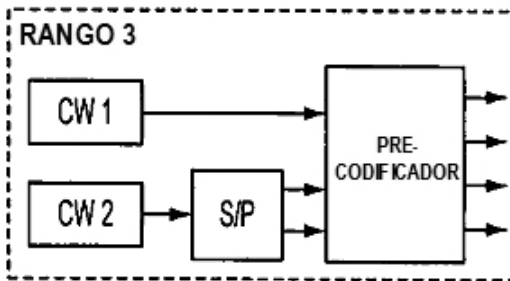 RANGO 3
CW 1
PRE-
CODIFICADOR
CW 2
S/P